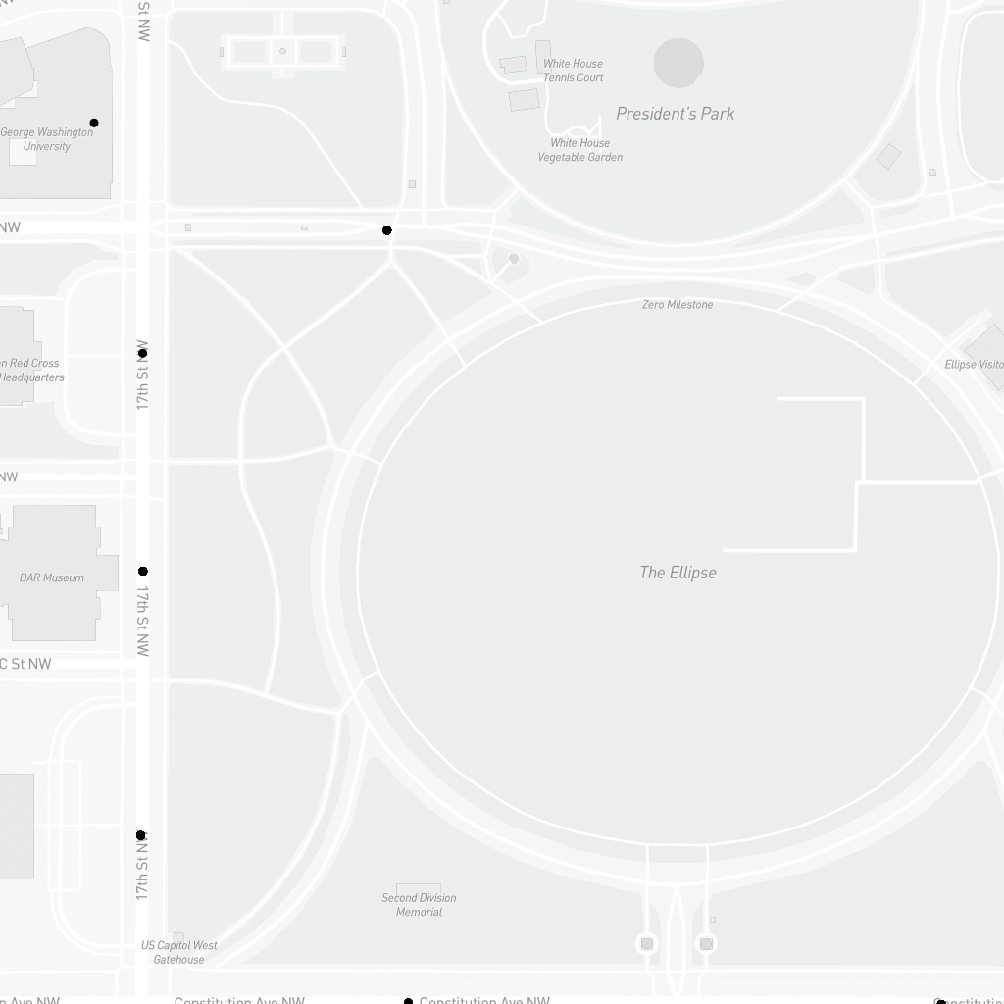 St NW
White House
Tennis Court
President's Park
George Washington
University
White House
Vegetable Garden
NW
Zero Milestone
17th St NW
n Red Cross
Headquarters
Ellipse Visito
NW
The Ellipse
DAR Museum
17th St NW
C St NW
17th St NW
Second Division
Memorial
US Capitol West
Gatehouse
n Ave NW
Constitution Ave NW
Constitution Ave NW